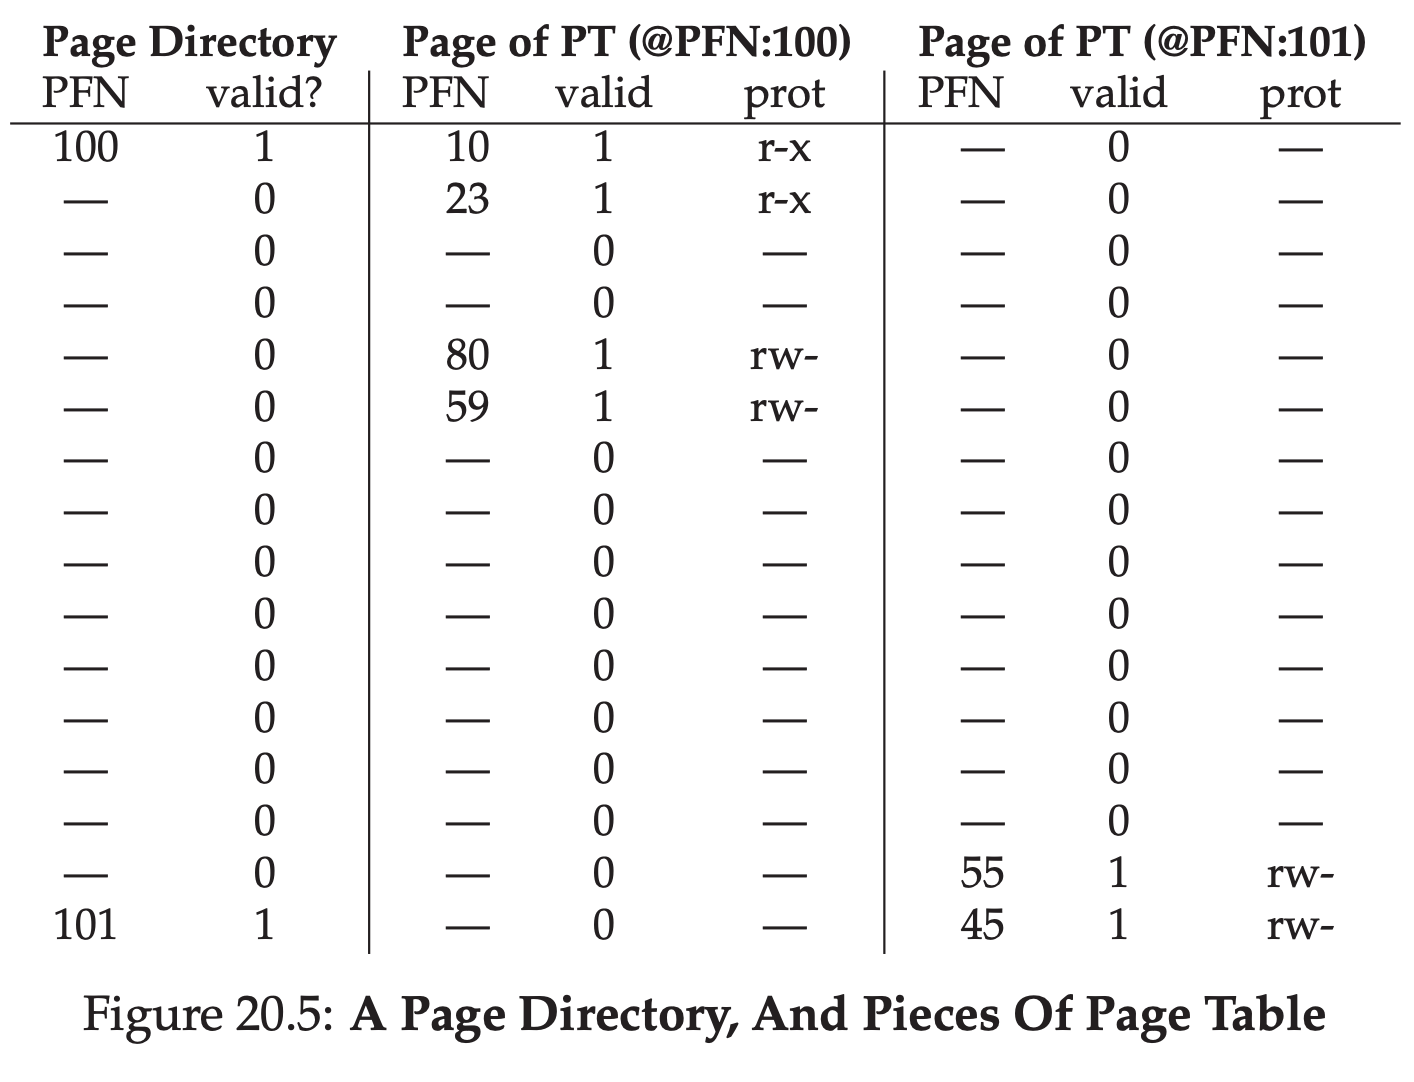 Page Directory Page of PT (@PFN:100) Page of PT (@PFN:101)
PFN valid? PFN valid prot PFN valid prot
100 1 10 1 r-x — 0 —
— 0 23 1 r-x — 0 —
— 0 — 0 — — 0 —
— 0 — 0 — — 0 —
— 0 80 1 rw- — 0 —
— 0 59 1 rw- — 0 —
— 0 — 0 — — 0 —
— 0 — 0 — — 0 —
— 0 — 0 — — 0 —
— 0 — 0 — — 0 —
— 0 — 0 — — 0 —
— 0 — 0 — — 0 —
— 0 — 0 — — 0 —
— 0 — 0 — — 0 —
— 0 — 0 — 55 1 rw-
101 1 — 0 — 45 1 rw-
Figure 20.5: A Page Directory, And Pieces Of Page Table